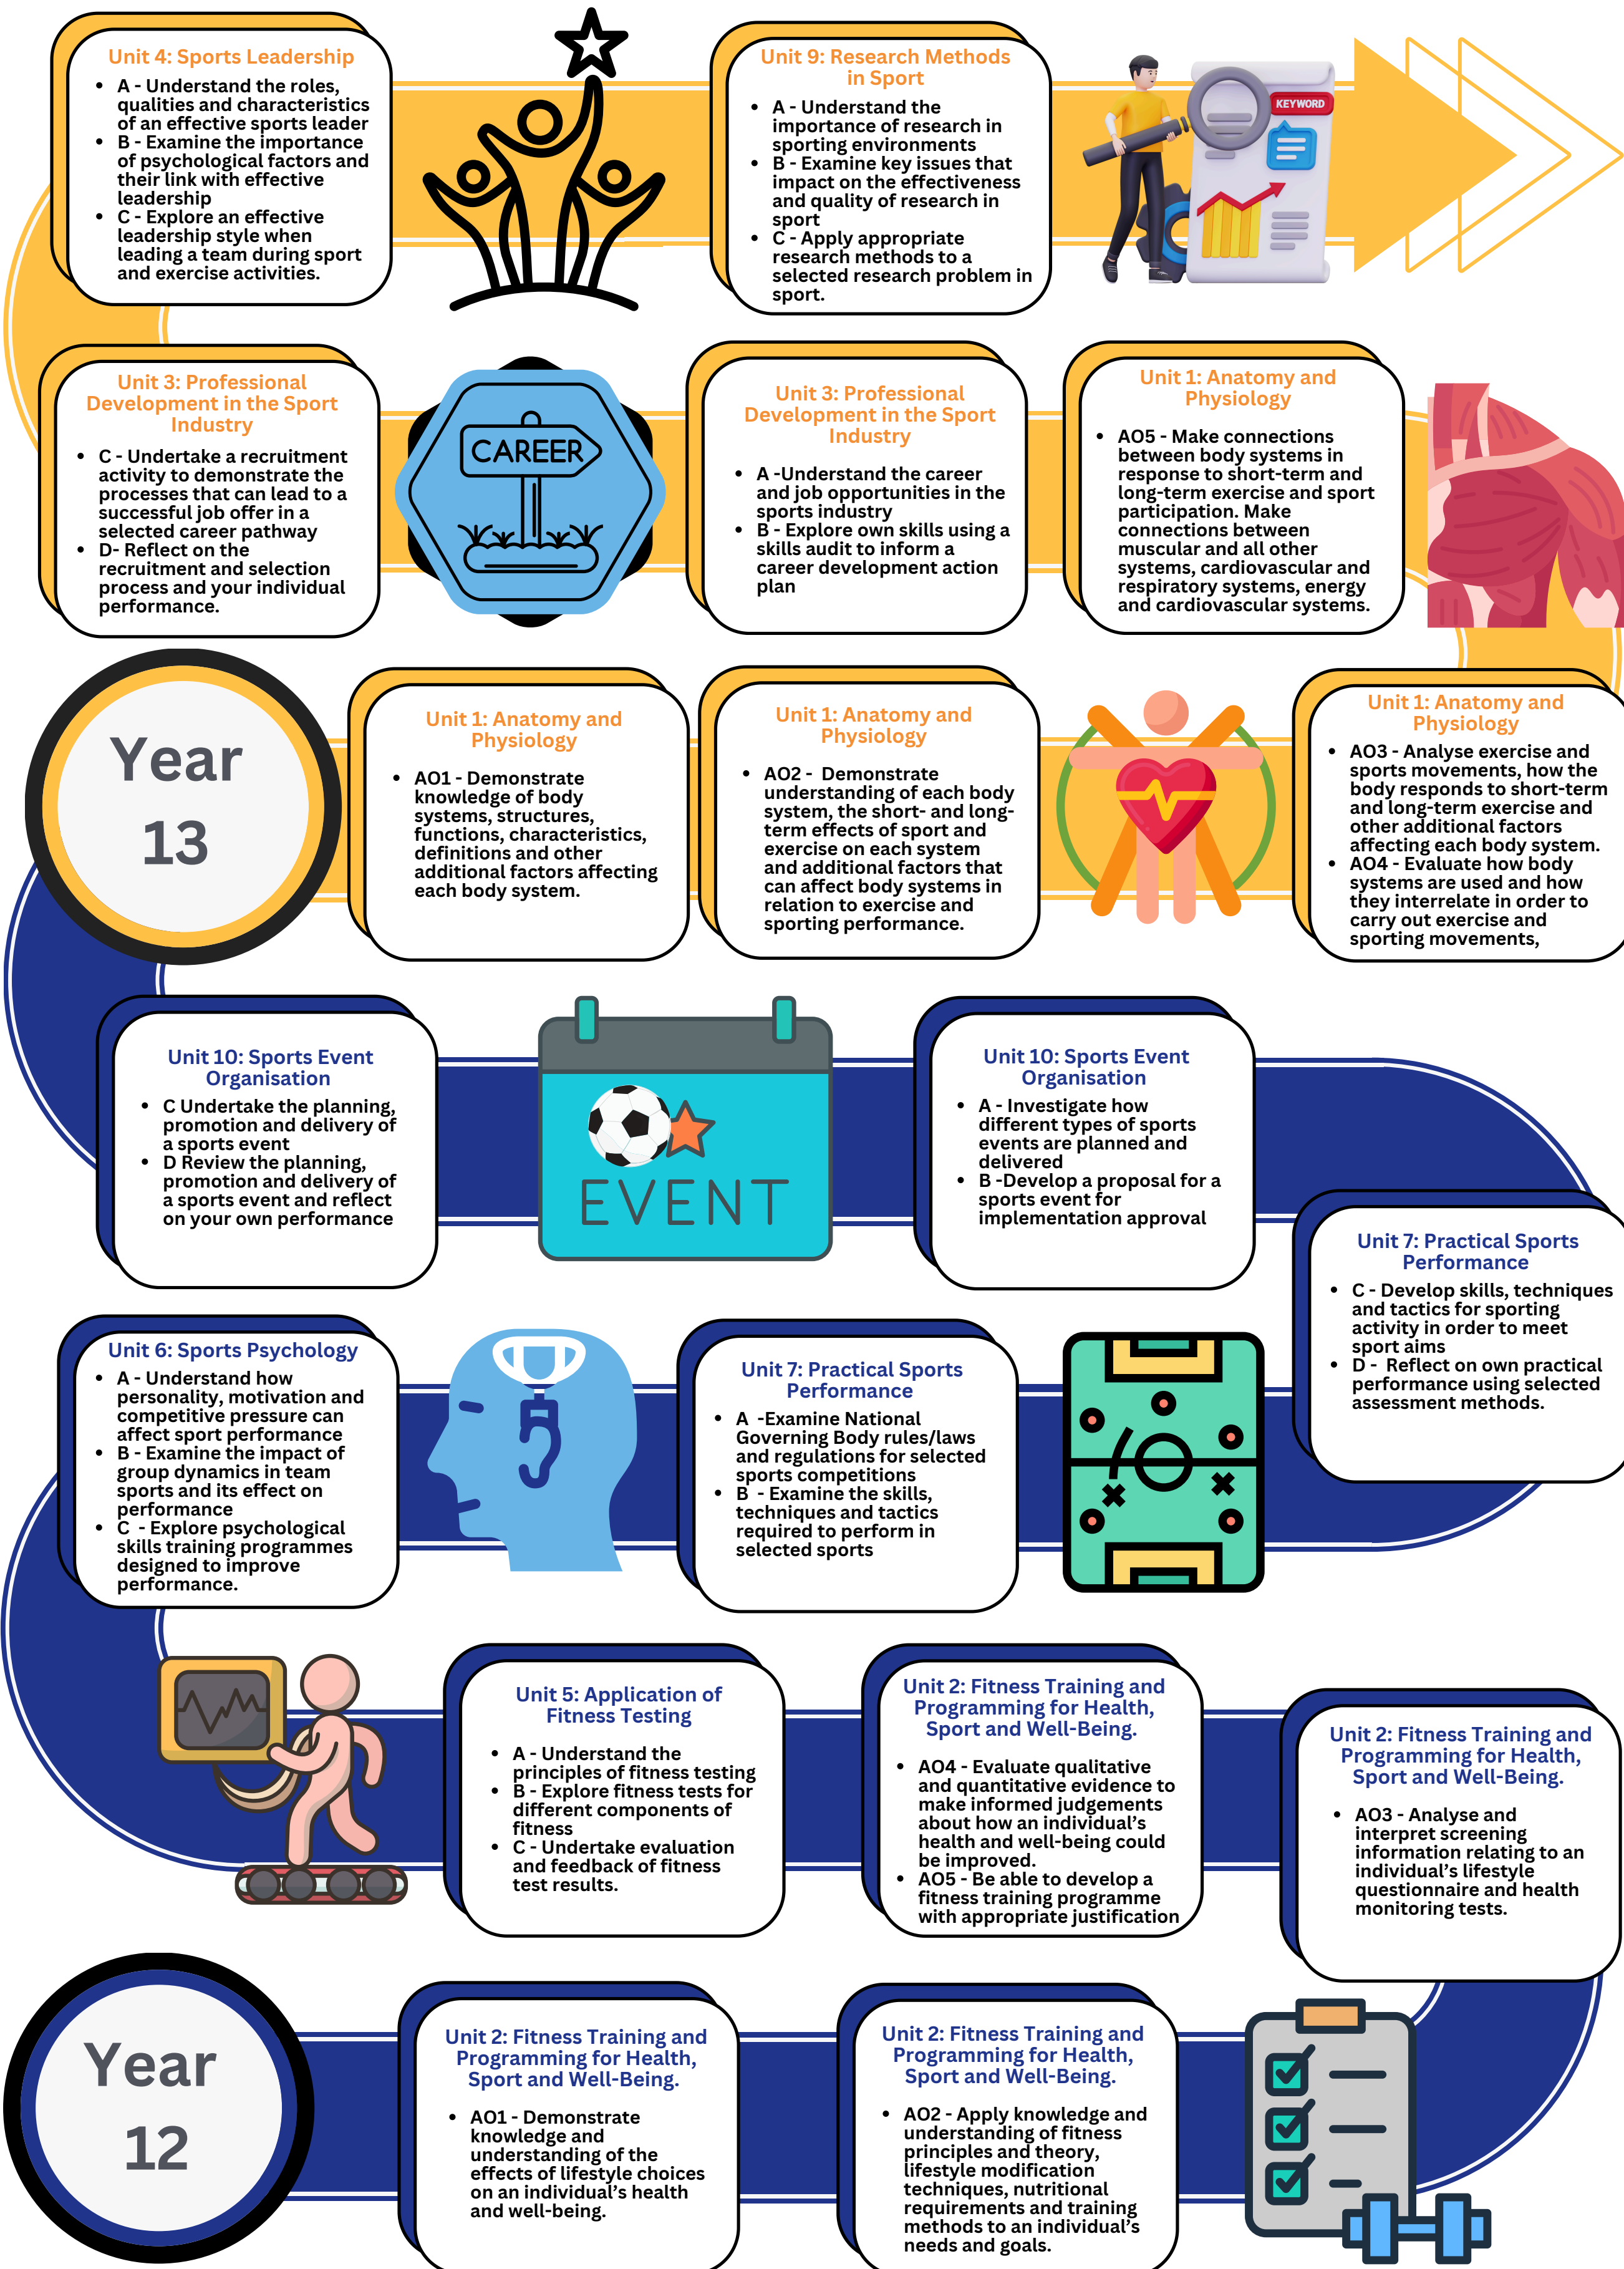 Unit 4: Sports Leadership
• A - Understand the roles,
qualities and characteristics
of an effective sports leader
• B - Examine the importance
of psychological factors and
their link with effective
leadership
• C - Explore an effective
leadership style when
leading a team during sport
and exercise activities.
Unit 9: Research Methods
in Sport
• A - Understand the
importance of research in
sporting environments
• B - Examine key issues that
impact on the effectiveness
and quality of research in
sport
• C - Apply appropriate
research methods to a
selected research problem in
sport.
KEYWORD
Unit 3: Professional
Development in the Sport
Industry
• C - Undertake a recruitment
activity to demonstrate the
processes that can lead to a
successful job offer in a
selected career pathway
• D- Reflect on the
recruitment and selection
process and your individual
performance.
CAREER
Unit 3: Professional
Development in the Sport
Industry
• A -Understand the career
and job opportunities in the
sports industry
• B - Explore own skills using a
skills audit to inform a
career development action
plan
Unit 1: Anatomy and
Physiology
• AO5 - Make connections
between body systems in
response to short-term and
long-term exercise and sport
participation. Make
connections between
muscular and all other
systems, cardiovascular and
respiratory systems, energy
and cardiovascular systems.
Year
13
Unit 1: Anatomy and
Physiology
• AO1 - Demonstrate
knowledge of body
systems, structures,
functions, characteristics,
definitions and other
additional factors affecting
each body system.
Unit 1: Anatomy and
Physiology
• AO2 - Demonstrate
understanding of each body
system, the short- and long-
term effects of sport and
exercise on each system
and additional factors that
can affect body systems in
relation to exercise and
sporting performance.
Unit 1: Anatomy and
Physiology
• AO3 - Analyse exercise and
sports movements, how the
body responds to short-term
and long-term exercise and
other additional factors
affecting each body system.
• AO4 - Evaluate how body
systems are used and how
they interrelate in order to
carry out exercise and
sporting movements,
Unit 10: Sports Event
Organisation
• C Undertake the planning,
promotion and delivery of
a sports event
• D Review the planning,
promotion and delivery of
a sports event and reflect
on your own performance
EVENT
Unit 10: Sports Event
Organisation
• A - Investigate how
different types of sports
events are planned and
delivered
• B -Develop a proposal for a
sports event for
implementation approval
Unit 7: Practical Sports
Performance
• C - Develop skills, techniques
and tactics for sporting
activity in order to meet
sport aims
• D - Reflect on own practical
performance using selected
assessment methods.
Unit 6: Sports Psychology
• A - Understand how
personality, motivation and
competitive pressure can
affect sport performance
• B - Examine the impact of
group dynamics in team
sports and its effect on
performance
• C - Explore psychological
skills training programmes
designed to improve
performance.
Unit 7: Practical Sports
Performance
• A -Examine National
Governing Body rules/laws
and regulations for selected
sports competitions
• B - Examine the skills,
techniques and tactics
required to perform in
selected sports
Unit 5: Application of
Fitness Testing
• A - Understand the
principles of fitness testing
• B - Explore fitness tests for
different components of
fitness
• C - Undertake evaluation
and feedback of fitness
test results.
Unit 2: Fitness Training and
Programming for Health,
Sport and Well-Being.
• AO4 - Evaluate qualitative
and quantitative evidence to
make informed judgements
about how an individual's
health and well-being could
be improved.
• AO5 - Be able to develop a
fitness training programme
with appropriate justification
Unit 2: Fitness Training and
Programming for Health,
Sport and Well-Being.
• AO3 - Analyse and
interpret screening
information relating to an
individual's lifestyle
questionnaire and health
monitoring tests.
Year
12
Unit 2: Fitness Training and
Programming for Health,
Sport and Well-Being.
• AO1 - Demonstrate
knowledge and
understanding of the
effects of lifestyle choices
on an individual's health
and well-being.
Unit 2: Fitness Training and
Programming for Health,
Sport and Well-Being.
• AO2 - Apply knowledge and
understanding of fitness
principles and theory,
lifestyle modification
techniques, nutritional
requirements and training
methods to an individual's
needs and goals.